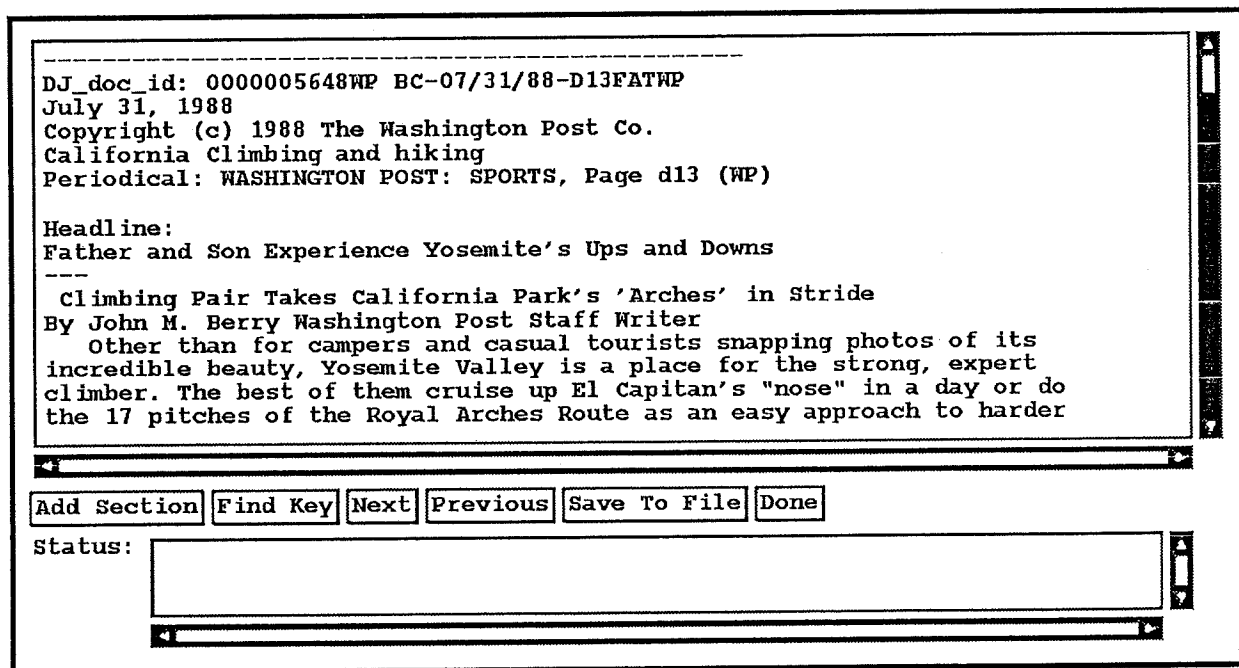 DJ_doc_id: 0000005648WP BC-07/31/88-D13FATWP
July 31, 1988
Copyright (c) 1988 The Washington Post Co.
California Climbing and hiking
Periodical: WASHINGTON POST: SPORTS, Page d13 (WP)
Headline:
Father and Son Experience Yosemite's Ups and Downs
---
Climbing Pair Takes California Park's 'Arches' in Stride
By John M. Berry Washington Post Staff Writer
Other than for campers and casual tourists snapping photos of its
incredible beauty, Yosemite Valley is a place for the strong, expert
climber. The best of them cruise up El Capitan's "nose" in a day or do
the 17 pitches of the Royal Arches Route as an easy approach to harder
Add Section Find Key Next Previous Save To File Done
Status: